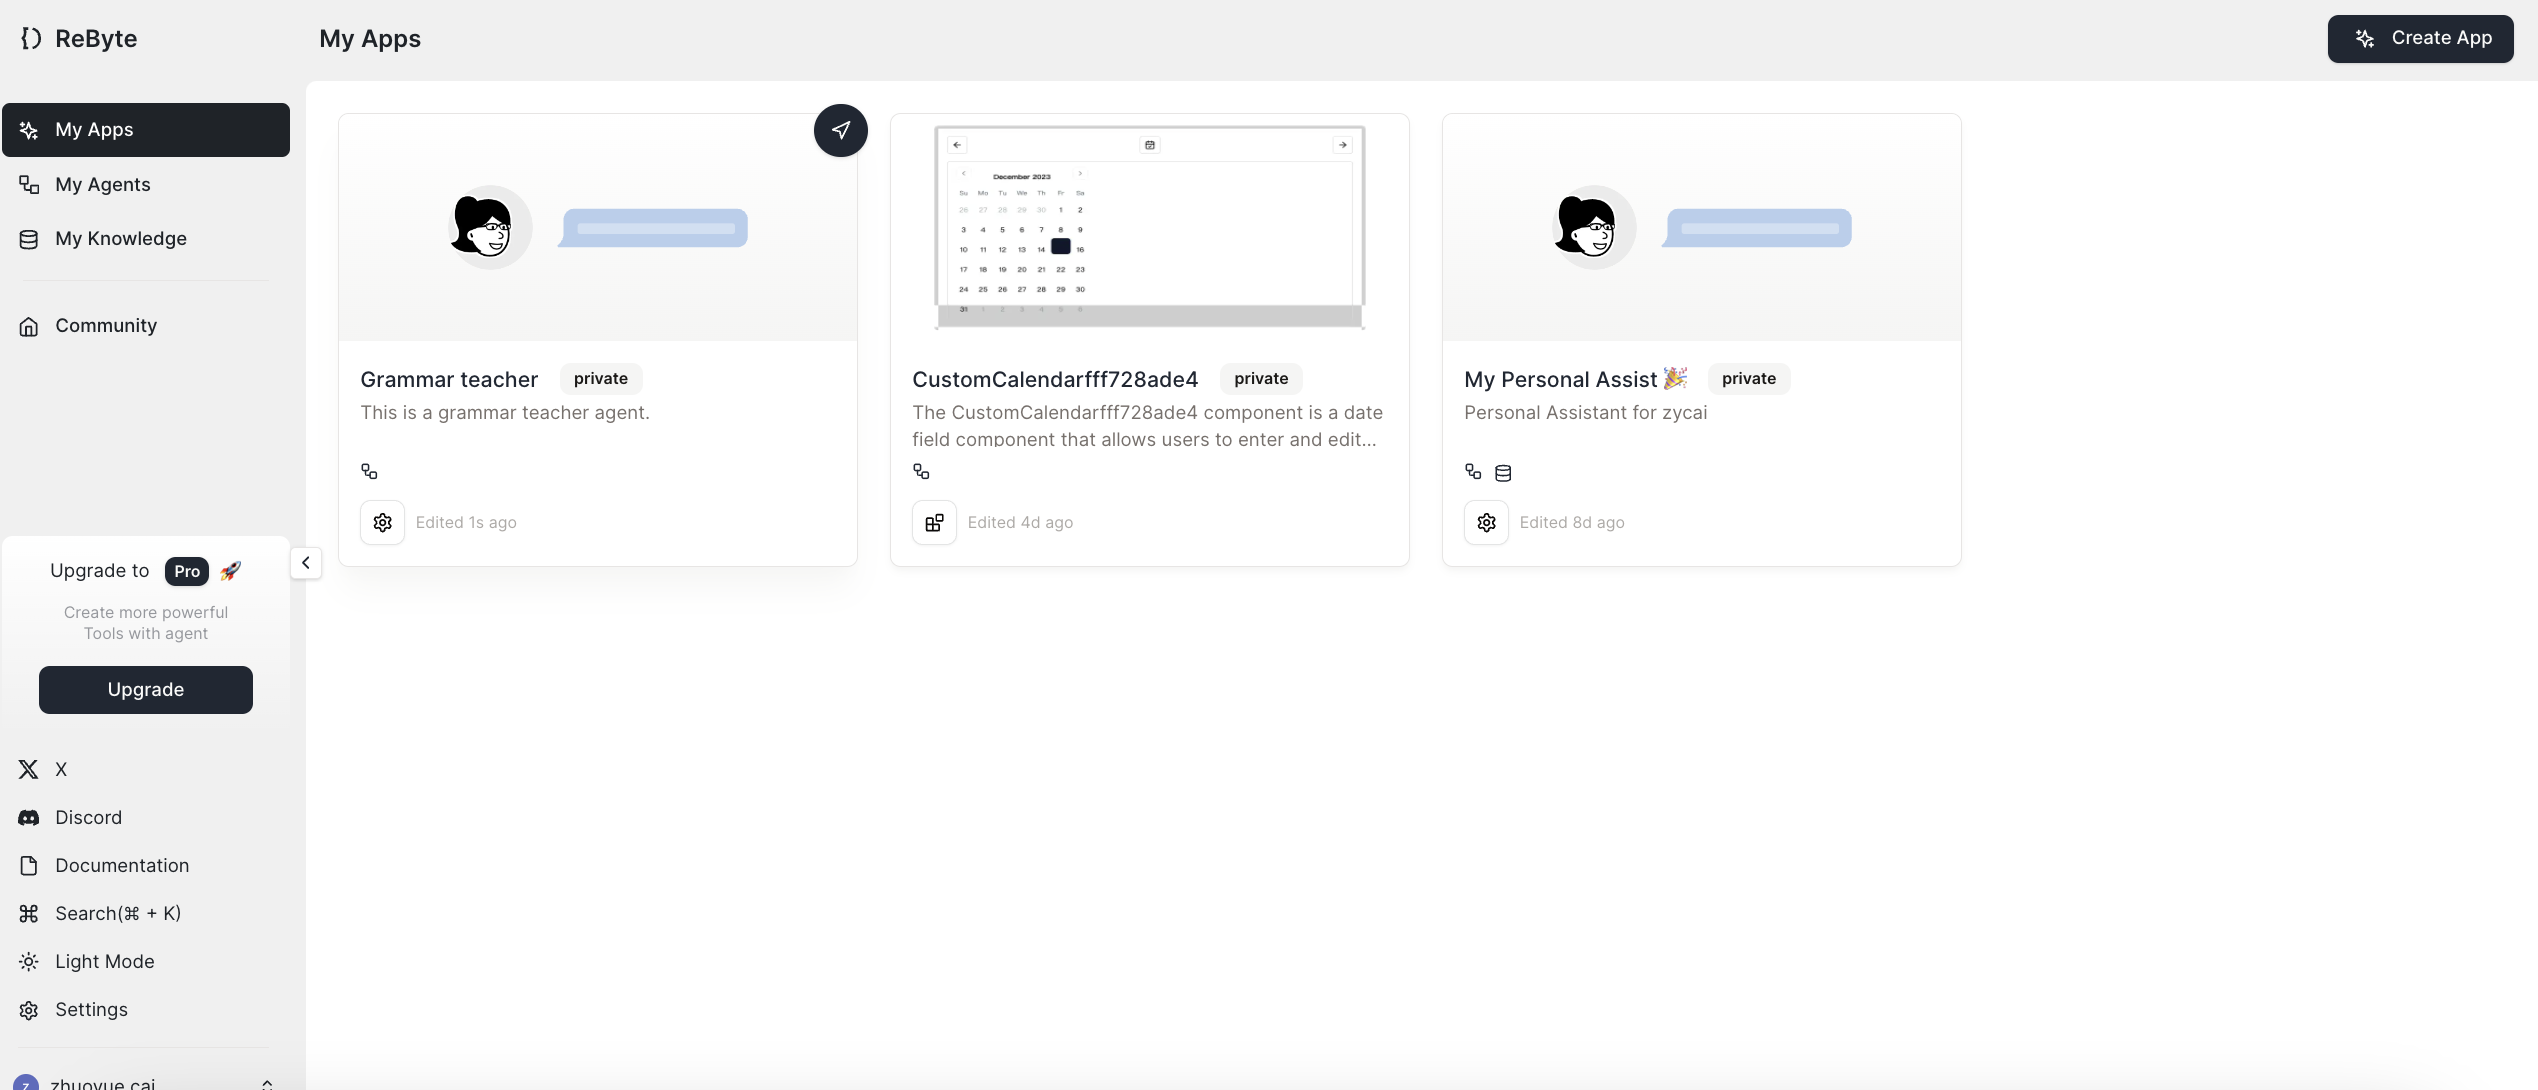 ReByte
My Apps
Create App
My Apps
My Agents
My Knowledge
Community
Upgrade to Pro 🚀
Create more powerful
Tools with agent
Upgrade
X
Discord
Documentation
Search(⌘ + K)
Light Mode
Settings
zhuoyue cai
Grammar teacher private
This is a grammar teacher agent.
Edited 1s ago
December 2023
Su Mo Tu We Th Fr Sa
26 27 28 29 30 1 2
3 4 5 6 7 8 9
10 11 12 13 14 16
17 18 19 20 21 22 23
24 25 26 27 28 29 30
31 1 2 3 4 5 6
CustomCalendarfff728ade4 private
The CustomCalendarfff728ade4 component is a date
field component that allows users to enter and edit...
Edited 4d ago
My Personal Assist 🎉 private
Personal Assistant for zycai
Edited 8d ago